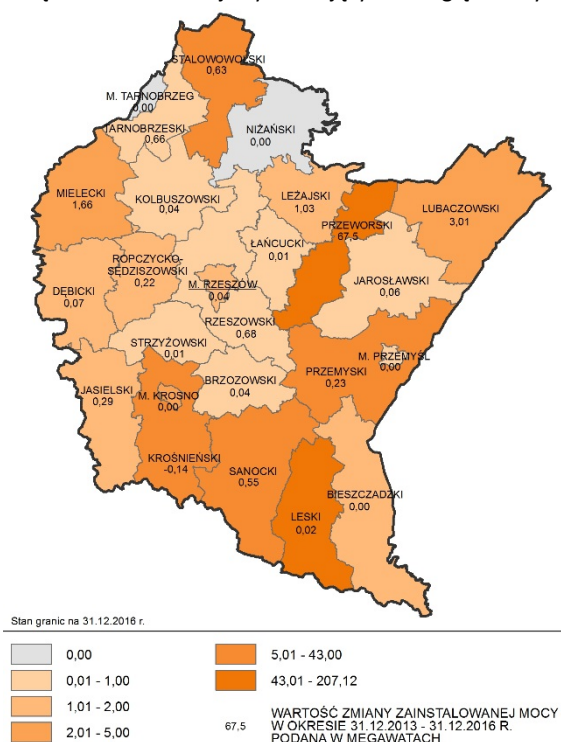 STALOWOWOLSKI
0,63
M. TARNOBRZEG
0,00
TARNOBRZESKI
0,66
NIŻAŃSKI
0,00
MIELECKI
1,66
KOLBUSZOWSKI
0,04
LEŻAJSKI
1,03
LUBACZOWSKI
3,01
PRZEWORSKI
67,5
ŁAŃCUCKI
0,01
ROPCZYCKO-
SĘDZISZOWSKI
0,22
DĘBICKI
0,07
M. RZESZÓW
0,04
JAROSŁAWSKI
0,06
RZESZOWSKI
0,68
STRZYŻOWSKI
0,01
M. PRZEMYŚL
0,00
PRZEMYSKI
0,23
BRZOZOWSKI
0,04
JASIELSKI
0,29
M. KROSNO
0,00
KROŚNIEŃSKI
-0,14
SANOCKI
0,55
BIESZCZADZKI
0,00
LESKI
0,02
Stan granic na 31.12.2016 r.
0,00
0,01 - 1,00
1,01 - 2,00
2,01 - 5,00
5,01 - 43,00
43,01 - 207,12
67,5
WARTOŚĆ ZMIANY ZAINSTALOWANEJ MOCY
W OKRESIE 31.12.2013 - 31.12.2016 R.
PODANA W MEGAWATACH